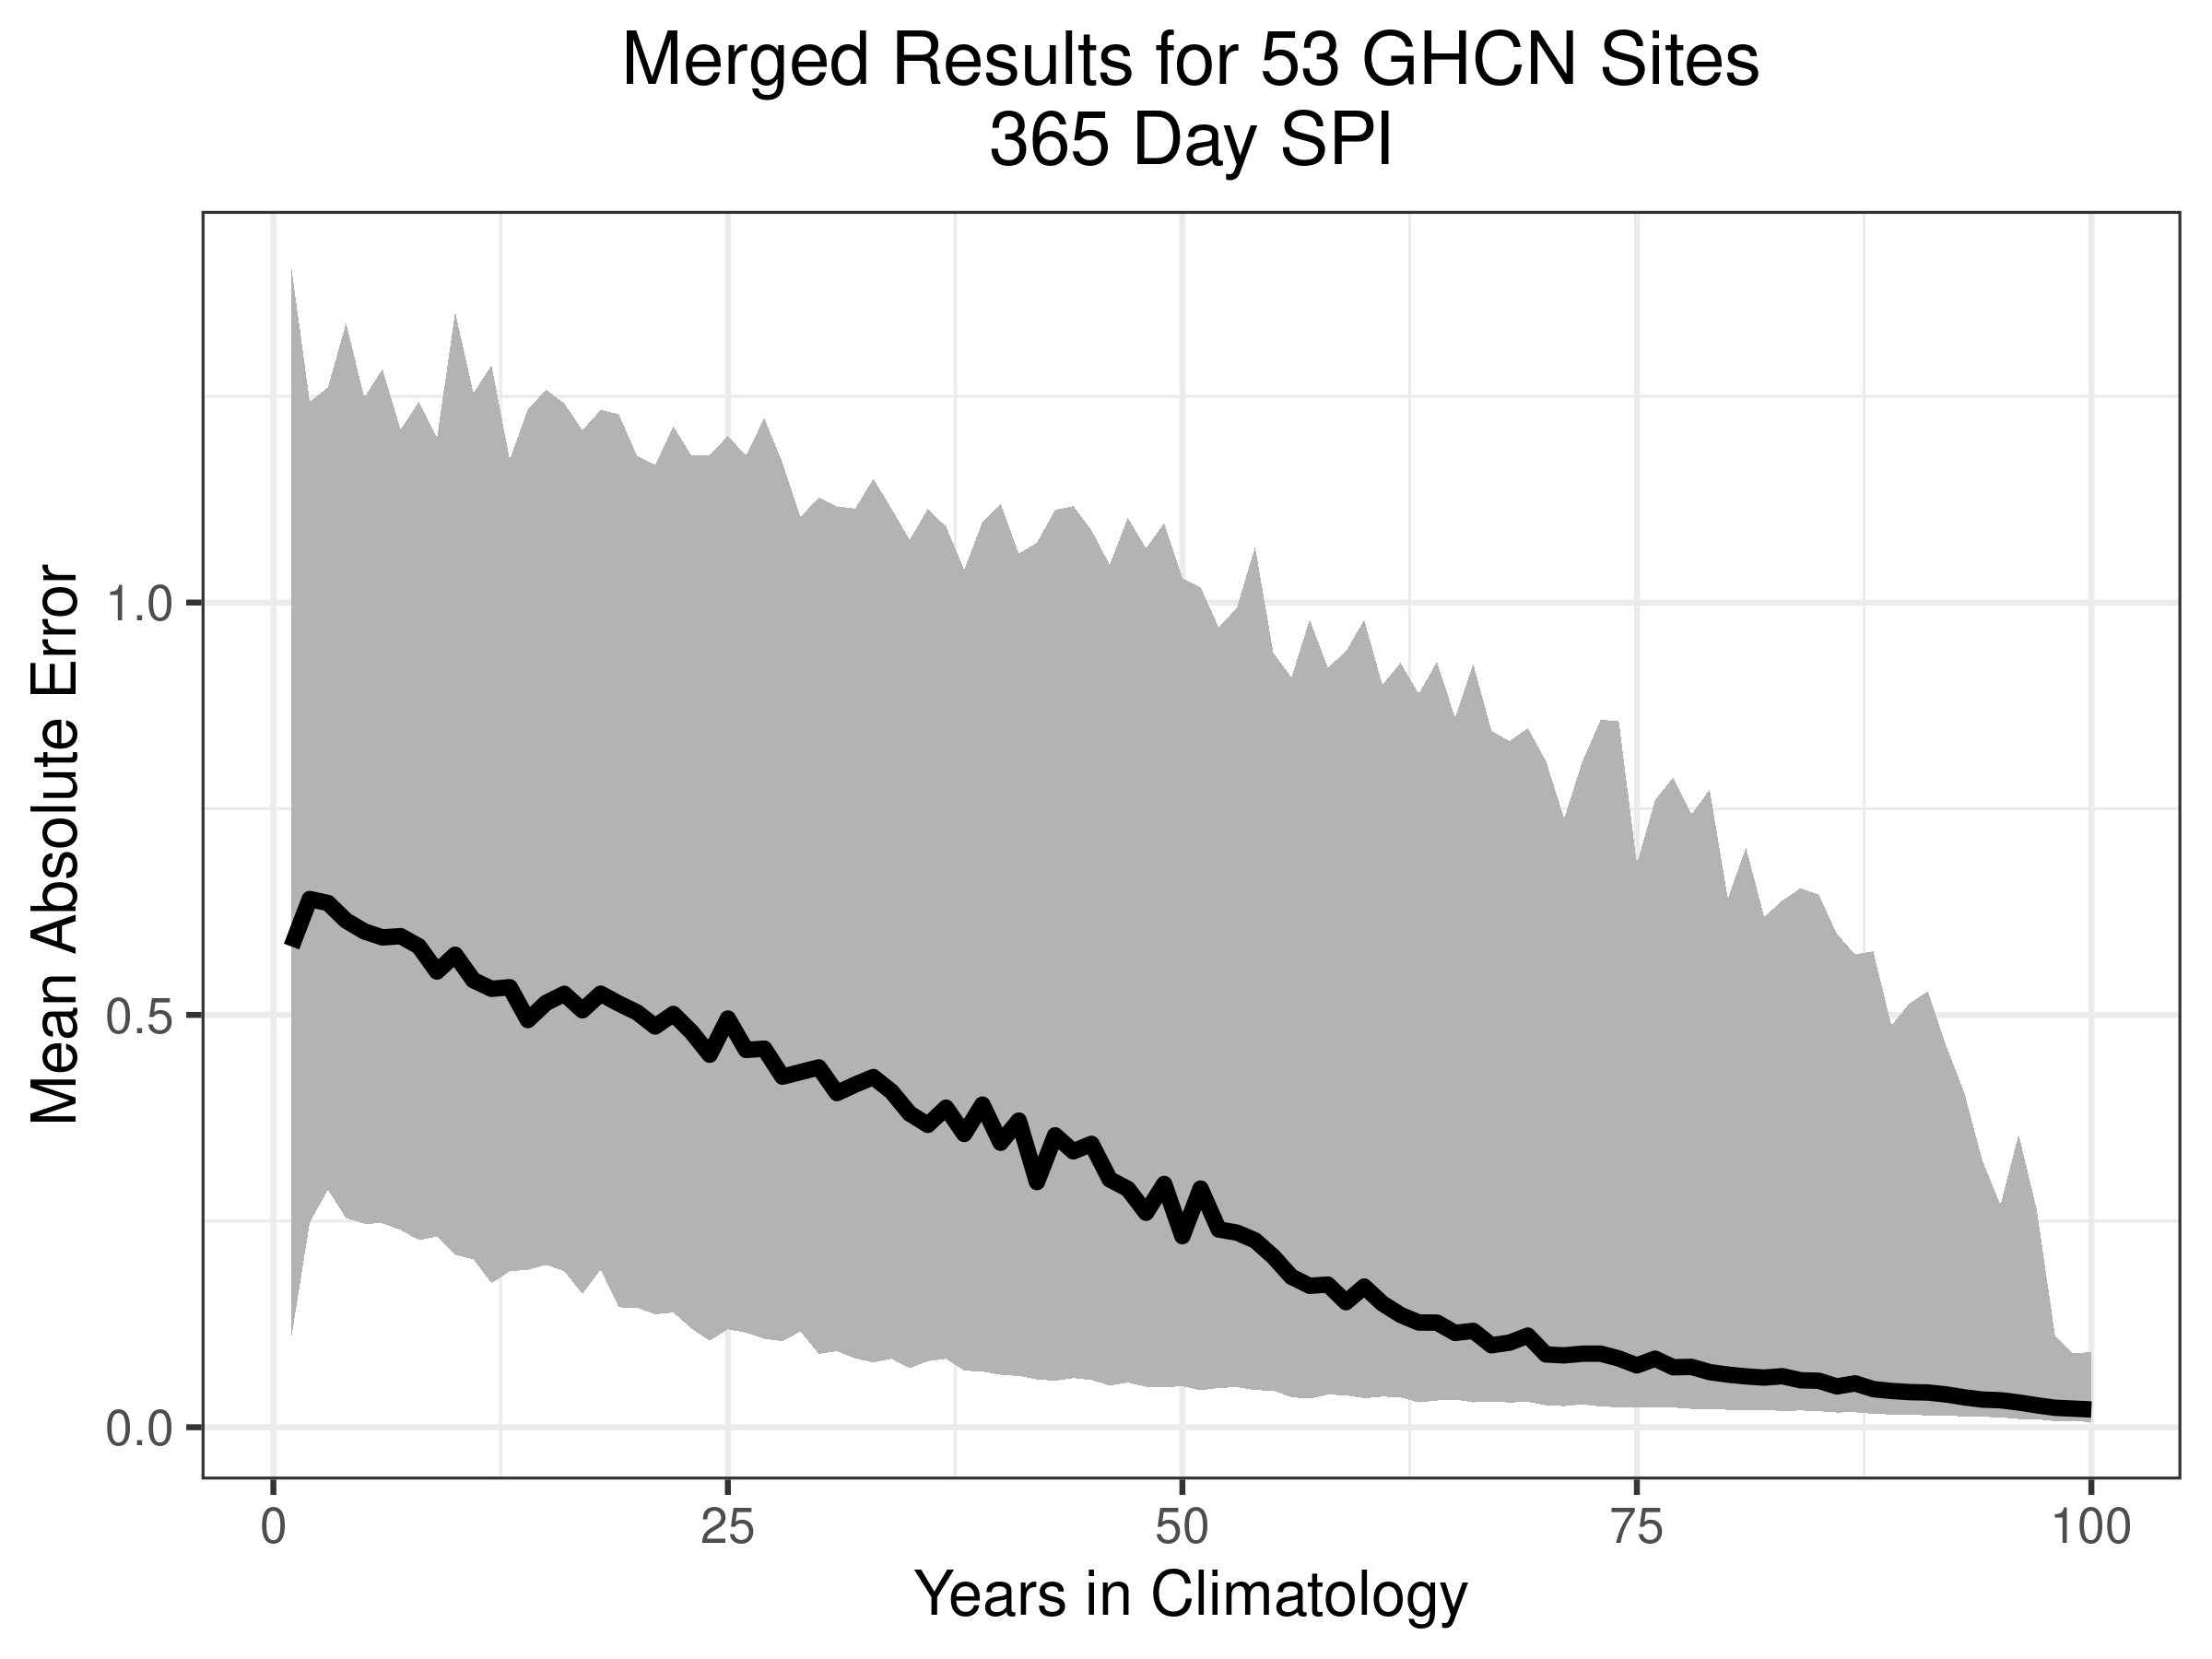 Merged Results for 53 GHCN Sites
365 Day SPI
Mean Absolute Error
1.0
0.5
0.0
0 25 50 75 100
Years in Climatology